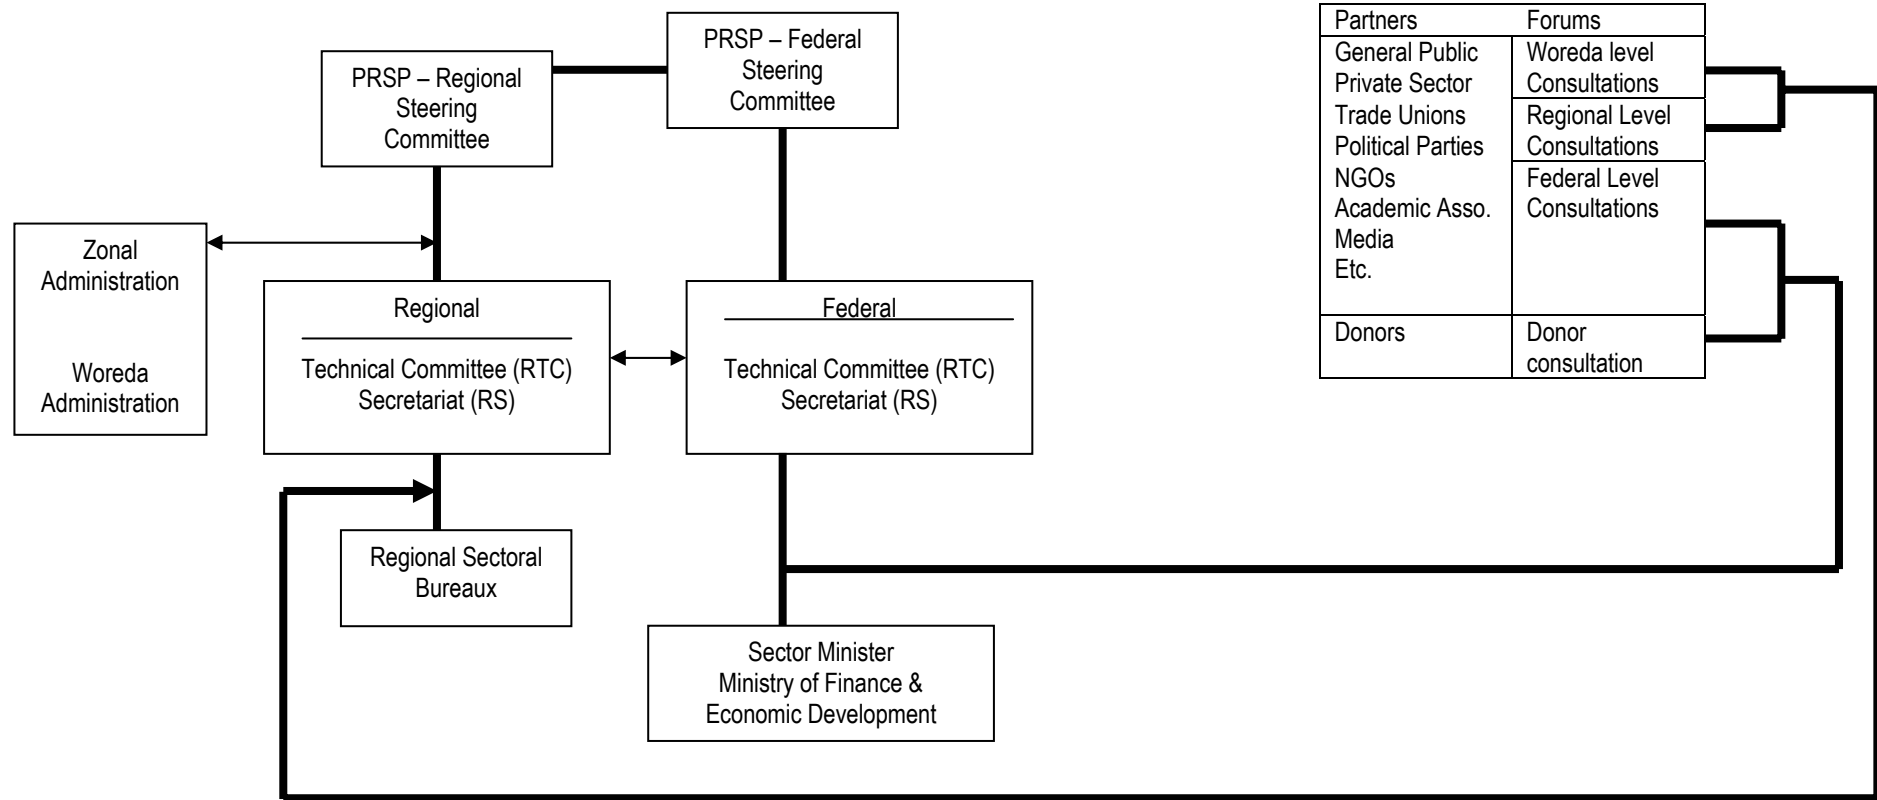 PRSP – Regional
Steering
Committee
PRSP – Federal
Steering
Committee
Zonal
Administration
Woreda
Administration
Regional
Technical Committee (RTC)
Secretariat (RS)
Federal
Technical Committee (RTC)
Secretariat (RS)
Regional Sectoral
Bureaux
Sector Minister
Ministry of Finance &
Economic Development
Partners Forums
General Public Woreda level
Private Sector Consultations
Trade Unions Regional Level
Political Parties Consultations
NGOs Federal Level
Academic Asso. Consultations
Media
Etc.
Donors Donor
consultation